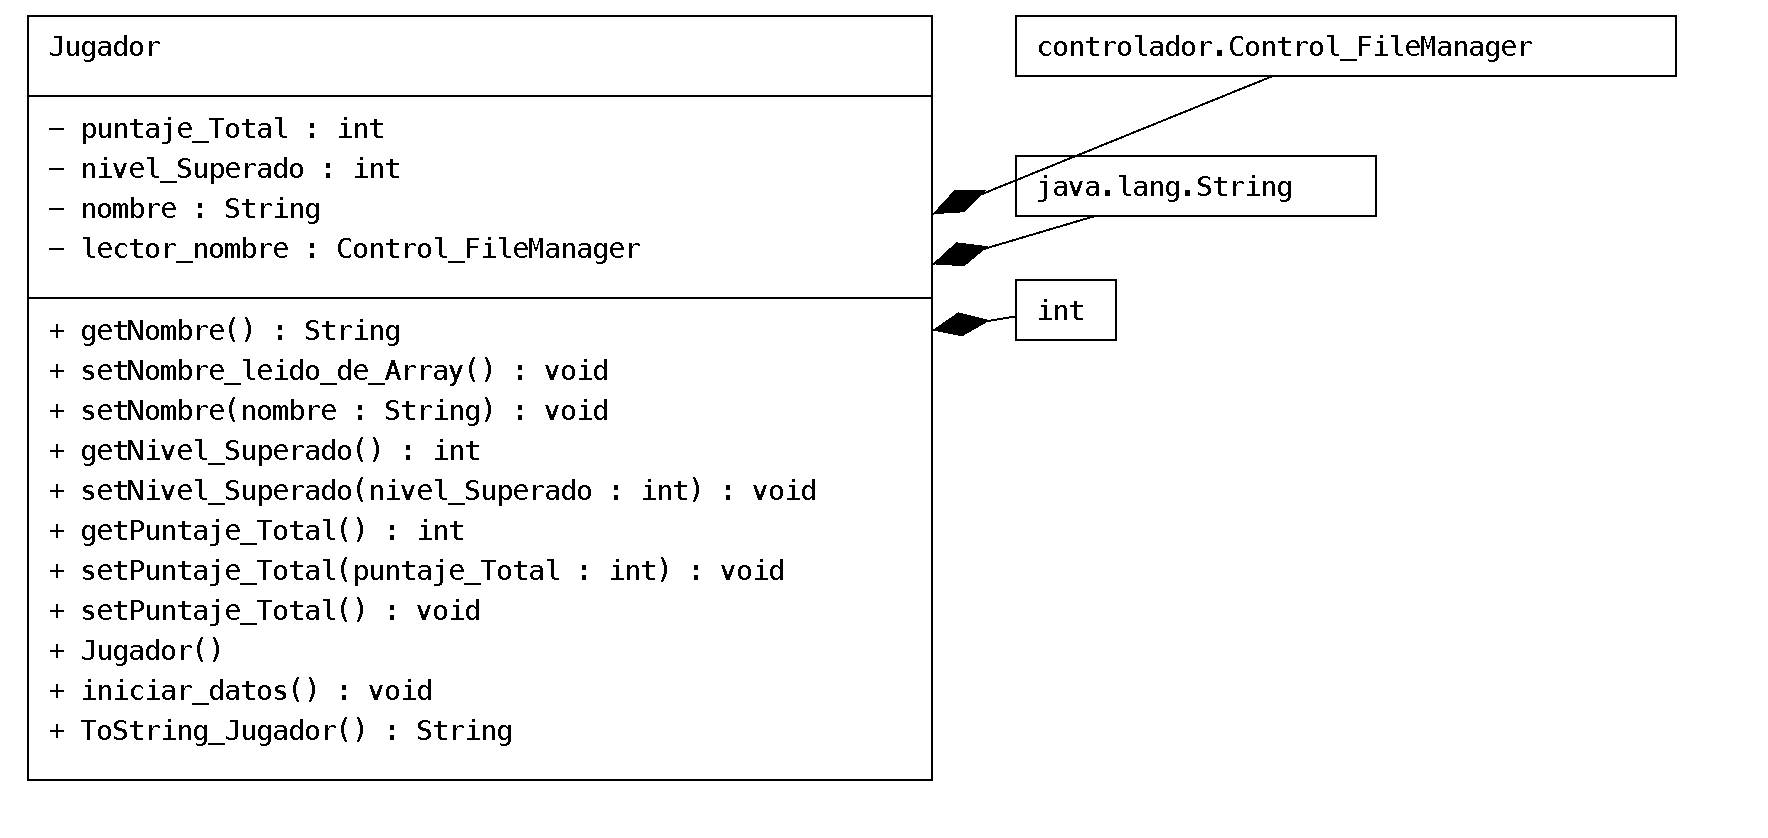 Jugador
− puntaje_Total : int
− nivel_Superado : int
− nombre : String
− lector_nombre : Control_FileManager
+ getNombre() : String
+ setNombre_leido_de_Array() : void
+ setNombre(nombre : String) : void
+ getNivel_Superado() : int
+ setNivel_Superado(nivel_Superado : int) : void
+ getPuntaje_Total() : int
+ setPuntaje_Total(puntaje_Total : int) : void
+ setPuntaje_Total() : void
+ Jugador()
+ iniciar_datos() : void
+ ToString_Jugador() : String
controlador.Control_FileManager
java.lang.String
int